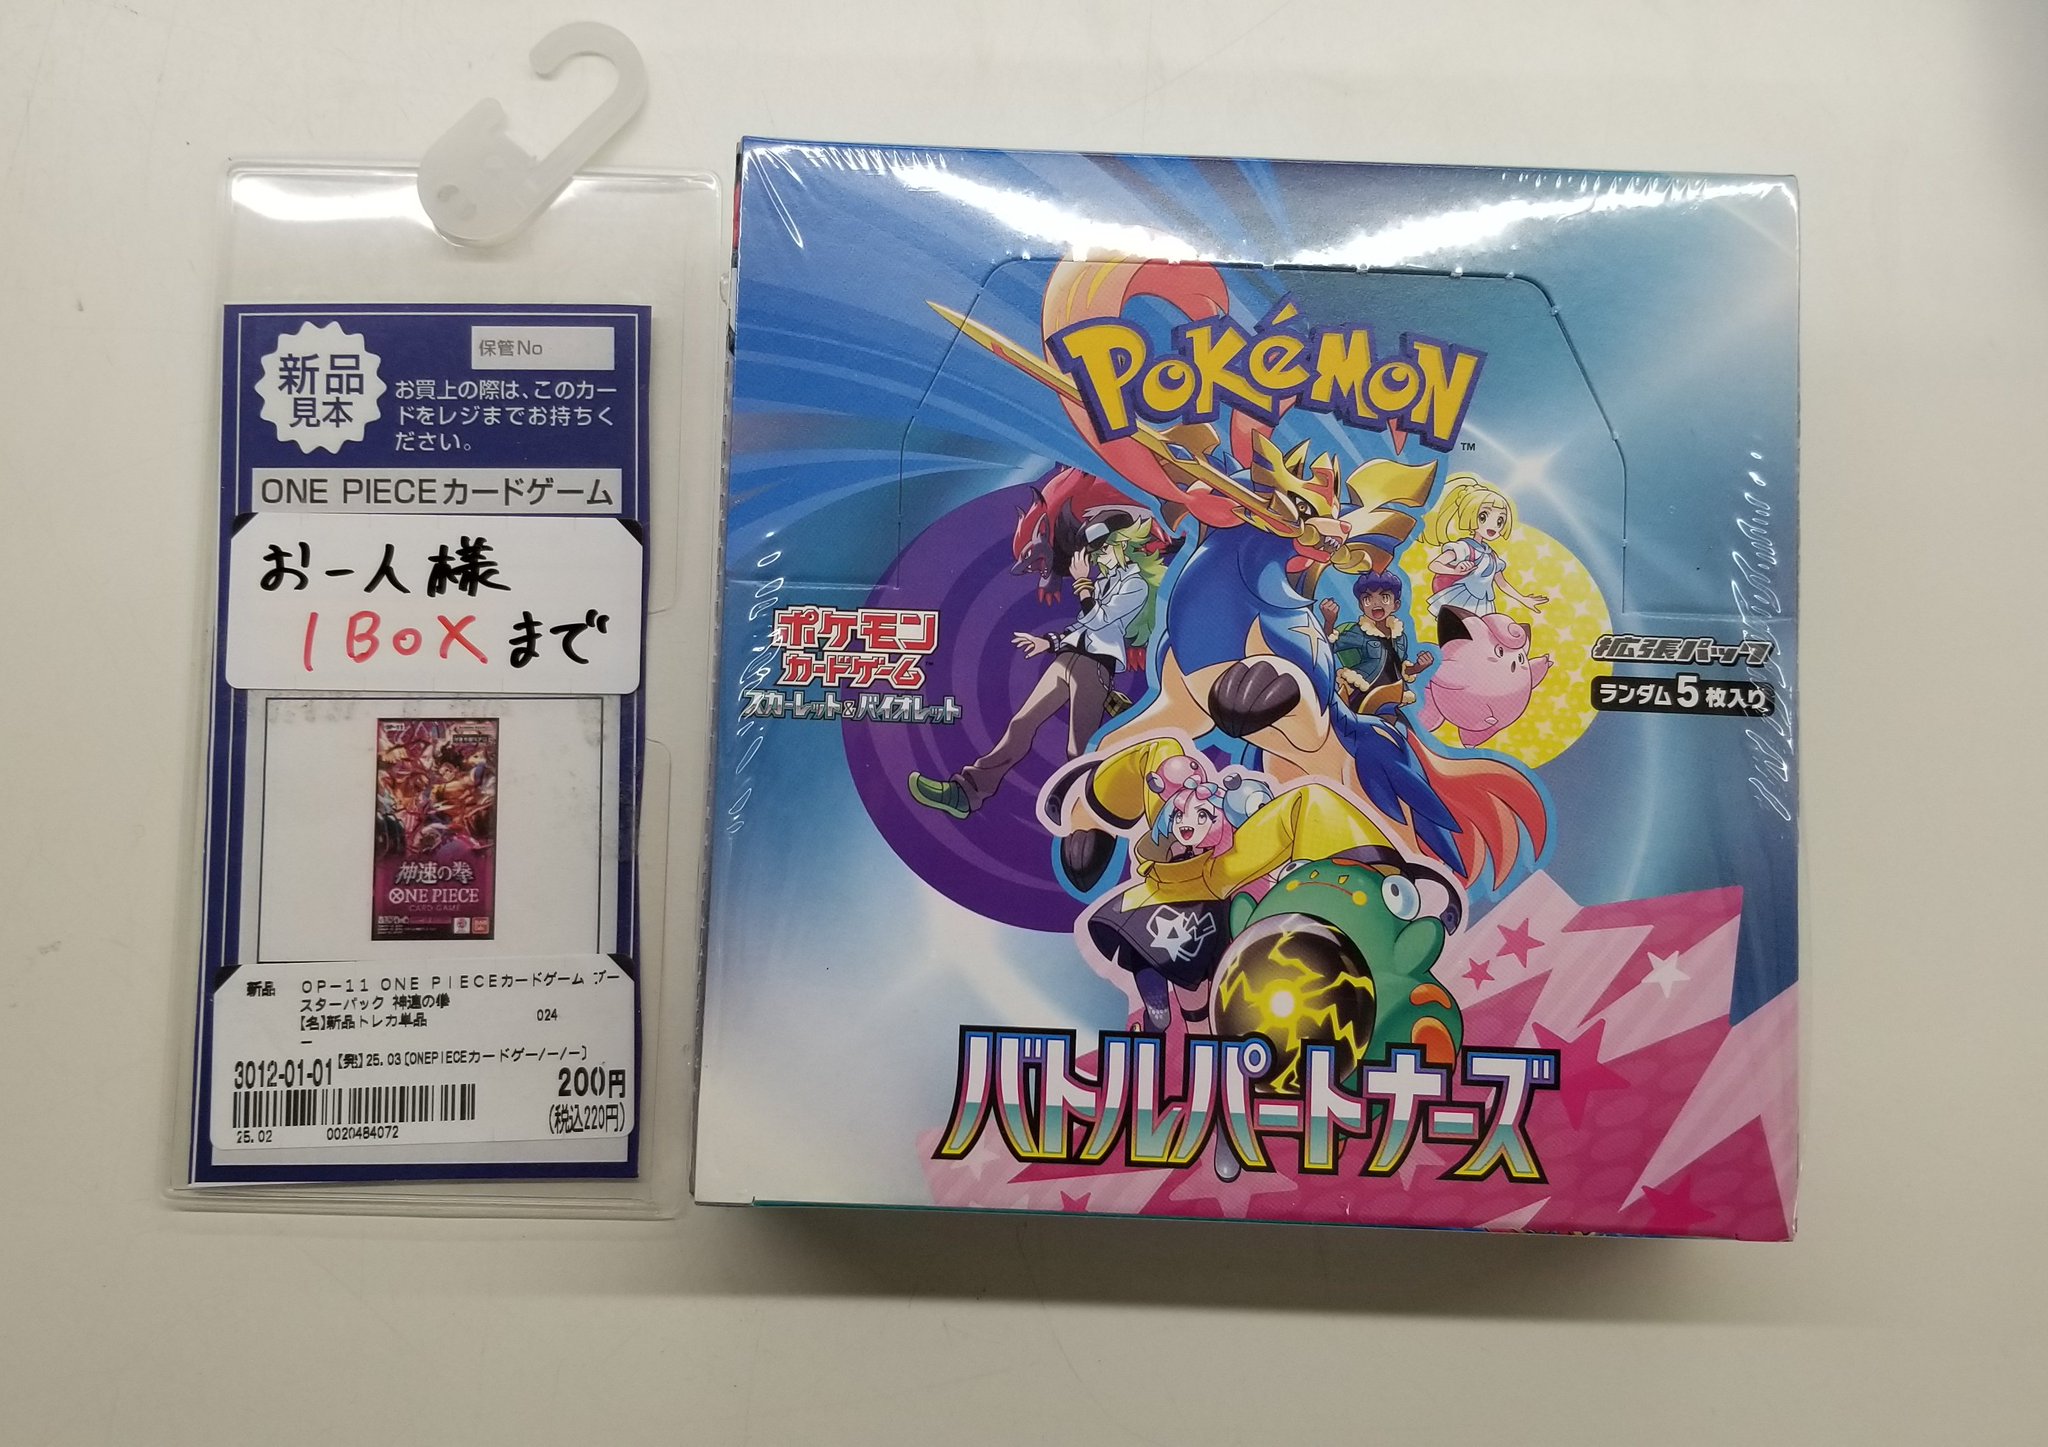 保管No
新品
見本
お買上の際は、このカー
ドをレジまでお持ちく
ださい。
ONE PIECEカードゲーム
お一人様
1BOXまで
神速の拳
ONE PIECE
CARD GAME
新品 OP-11 ONE PIECEカードゲーム ブー
スターパック 神速の拳
【名】新品トレカ単品 024
ー
3012-01-01 【発】25.03〔ONEPIECEカードゲー/ー/ー〕
200円
(税込220円)
25.02 0020484072
POKéMON
TM
ポケモン
カードゲーム
スカーレット&バイオレット
拡張パック
ランダム5枚入り
バトルパートナーズ